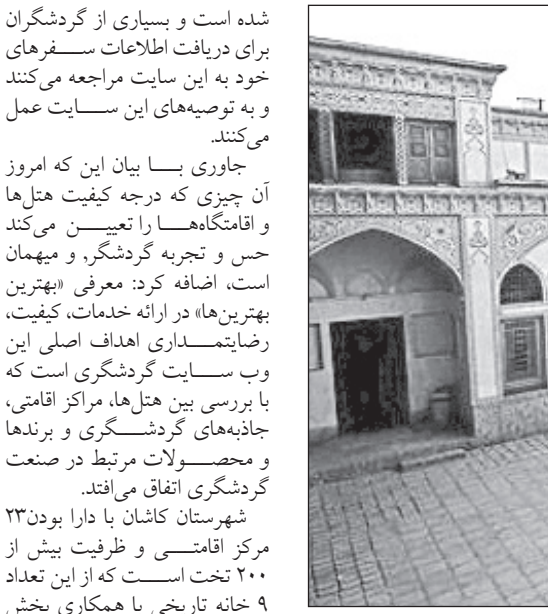 شده است و بسیاری از گردشگران
برای دریافت اطلاعات سفرهای
خود به این سایت مراجعه می‌کنند
و به توصیه‌های این سایت عمل
می‌کنند.
جاوری با بیان این که امروز
آن چیزی که درجه کیفیت هتل‌ها
و اقامتگاه‌ها را تعیین می‌کند
حس و تجربه گردشگر, و میهمان
است، اضافه کرد: معرفی «بهترین
بهترین‌ها» در ارائه خدمات، کیفیت،
رضایتمداری اهداف اصلی این
وب سایت گردشگری است که
با بررسی بین هتل‌ها، مراکز اقامتی،
جاذبه‌های گردشگری و برندها
و محصولات مرتبط در صنعت
گردشگری اتفاق می‌افتد.
شهرستان کاشان با دارا بودن۲۳
مرکز اقامتی و ظرفیت بیش از
۲۰۰ تخت است که از این تعداد
۹ خانه تاریخی با همکاری بخش